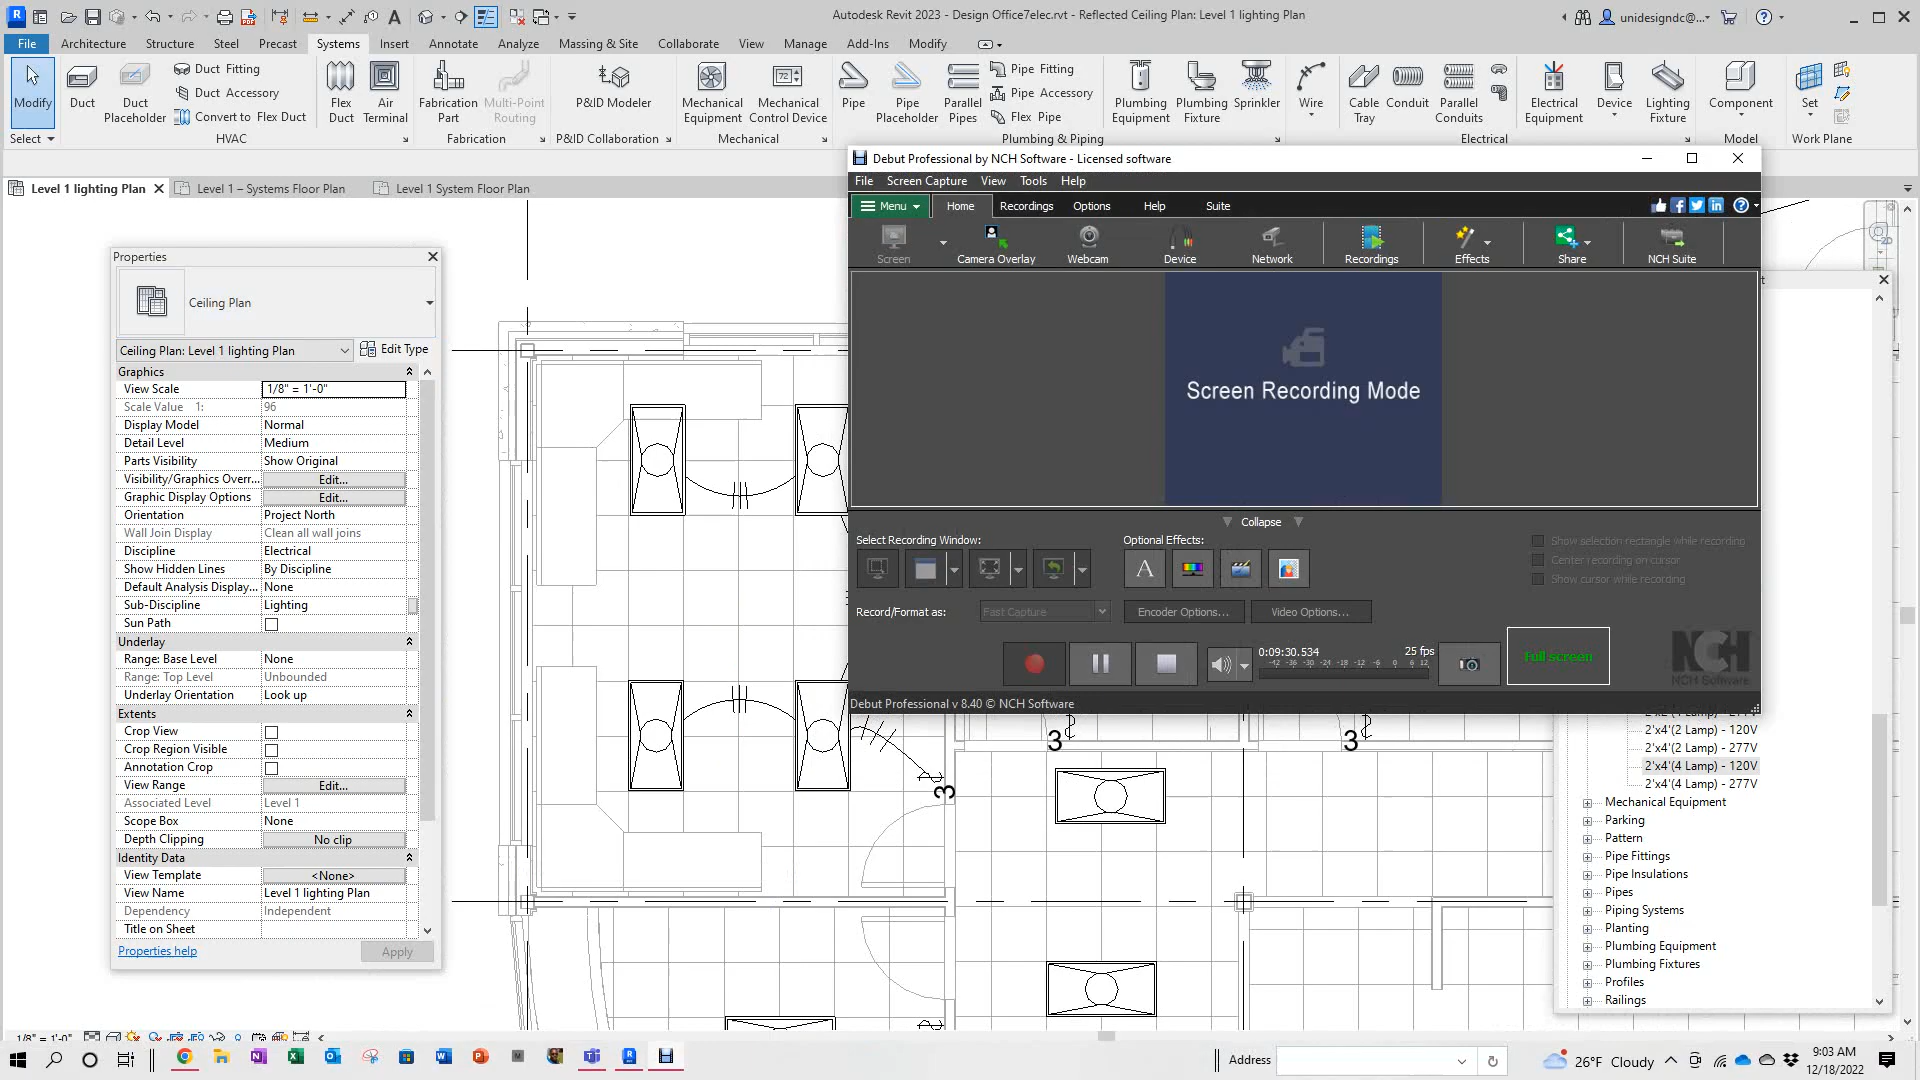 Autodesk Revit 2023 - Design Office7elec.rvt - Reflected Ceiling Plan: Level 1 lighting Plan
unidesigndc@...
File Architecture Structure Steel Precast Systems Insert Annotate Analyze Massing & Site Collaborate View Manage Add-Ins Modify
Modify
Duct
Duct Placeholder
Duct Fitting
Duct Accessory
Convert to Flex Duct
Flex Duct
Air Terminal
Fabrication Part
Multi-Point Routing
P&ID Modeler
Mechanical Equipment
Mechanical Control Device
Pipe
Pipe Placeholder
Parallel Pipes
Pipe Fitting
Pipe Accessory
Flex Pipe
Plumbing Equipment
Plumbing Fixture
Sprinkler
Wire
Cable Tray
Conduit
Parallel Conduits
Electrical Equipment
Device
Lighting Fixture
Component
Set
Select HVAC Fabrication P&ID Collaboration Mechanical Plumbing & Piping Electrical Model Work Plane
Level 1 lighting Plan Level 1 – Systems Floor Plan Level 1 System Floor Plan
Properties
Ceiling Plan
Ceiling Plan: Level 1 lighting Plan Edit Type
Graphics
View Scale 1/8" = 1'-0"
Scale Value 1: 96
Display Model Normal
Detail Level Medium
Parts Visibility Show Original
Visibility/Graphics Overr... Edit...
Graphic Display Options Edit...
Orientation Project North
Wall Join Display Clean all wall joins
Discipline Electrical
Show Hidden Lines By Discipline
Default Analysis Display... None
Sub-Discipline Lighting
Sun Path
Underlay
Range: Base Level None
Range: Top Level Unbounded
Underlay Orientation Look up
Extents
Crop View
Crop Region Visible
Annotation Crop
View Range Edit...
Associated Level Level 1
Scope Box None
Depth Clipping No clip
Identity Data
View Template <None>
View Name Level 1 lighting Plan
Dependency Independent
Title on Sheet
Properties help Apply
Debut Professional by NCH Software - Licensed software
File Screen Capture View Tools Help
Menu Home Recordings Options Help Suite
Screen Camera Overlay Webcam Device Network Recordings Effects Share NCH Suite
Screen Recording Mode
Collapse
Select Recording Window: Optional Effects:
Show selection rectangle while recording
Center recording on cursor
Show cursor while recording
Record/Format as: Fast Capture Encoder Options... Video Options...
0:09:30.534 25 fps
-42 -36 -30 -24 -18 -12 -6 0 6 12
Full screen
NCH
NCH Software
Debut Professional v 8.40 © NCH Software
3
3
3
2'x4'(2 Lamp) - 120V
2'x4'(2 Lamp) - 277V
2'x4'(4 Lamp) - 120V
2'x4'(4 Lamp) - 277V
Mechanical Equipment
Parking
Pattern
Pipe Fittings
Pipe Insulations
Pipes
Piping Systems
Planting
Plumbing Equipment
Plumbing Fixtures
Profiles
Railings
1/8" = 1'-0"
Address
26°F Cloudy
9:03 AM
12/18/2022